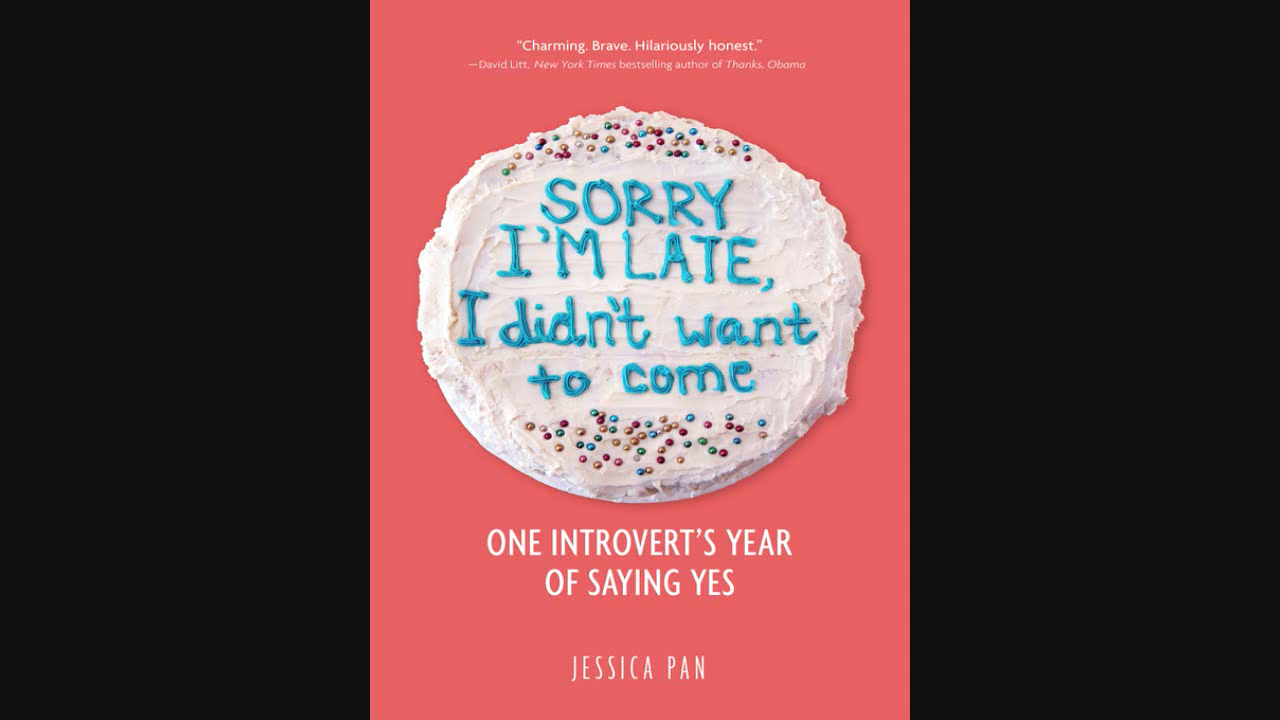 “Charming. Brave. Hilariously honest.”
—David Litt, New York Times bestselling author of Thanks, Obama
SORRY
I'M LATE,
I didn't want
to come
ONE INTROVERT’S YEAR
OF SAYING YES
JESSICA PAN